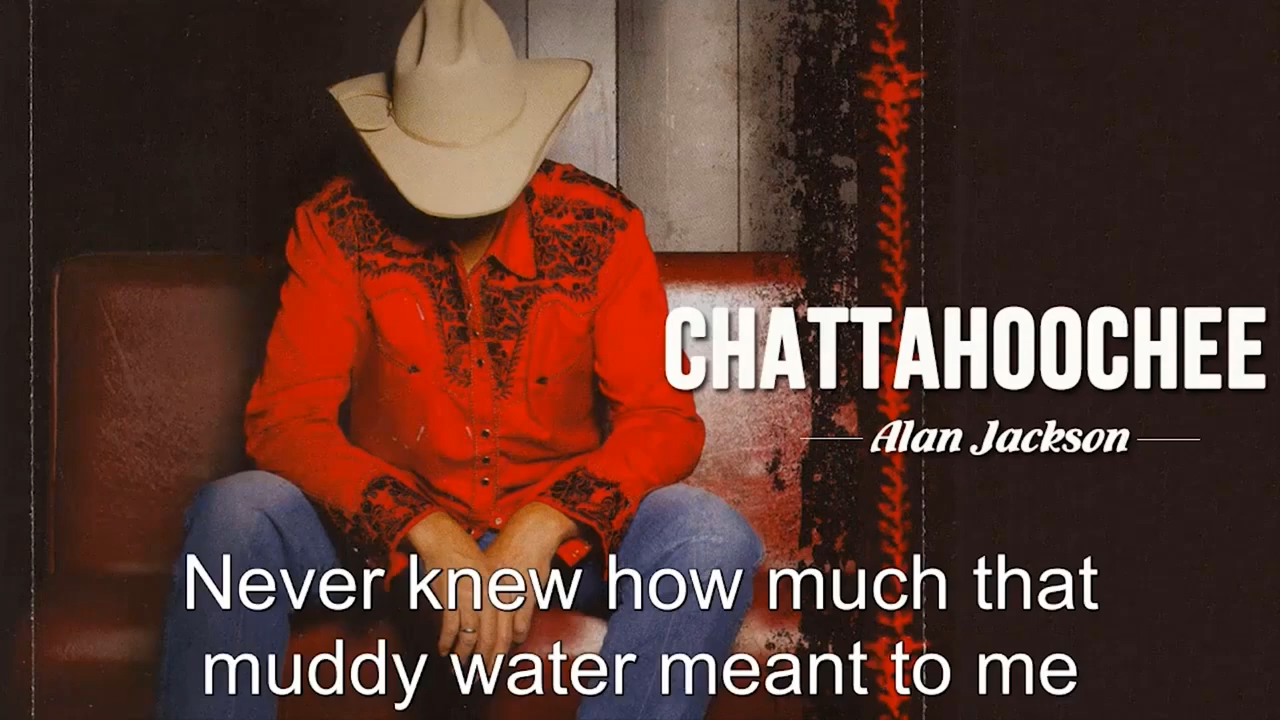 CHATTAHOOCHEE
Alan Jackson
Never knew how much that
muddy water meant to me